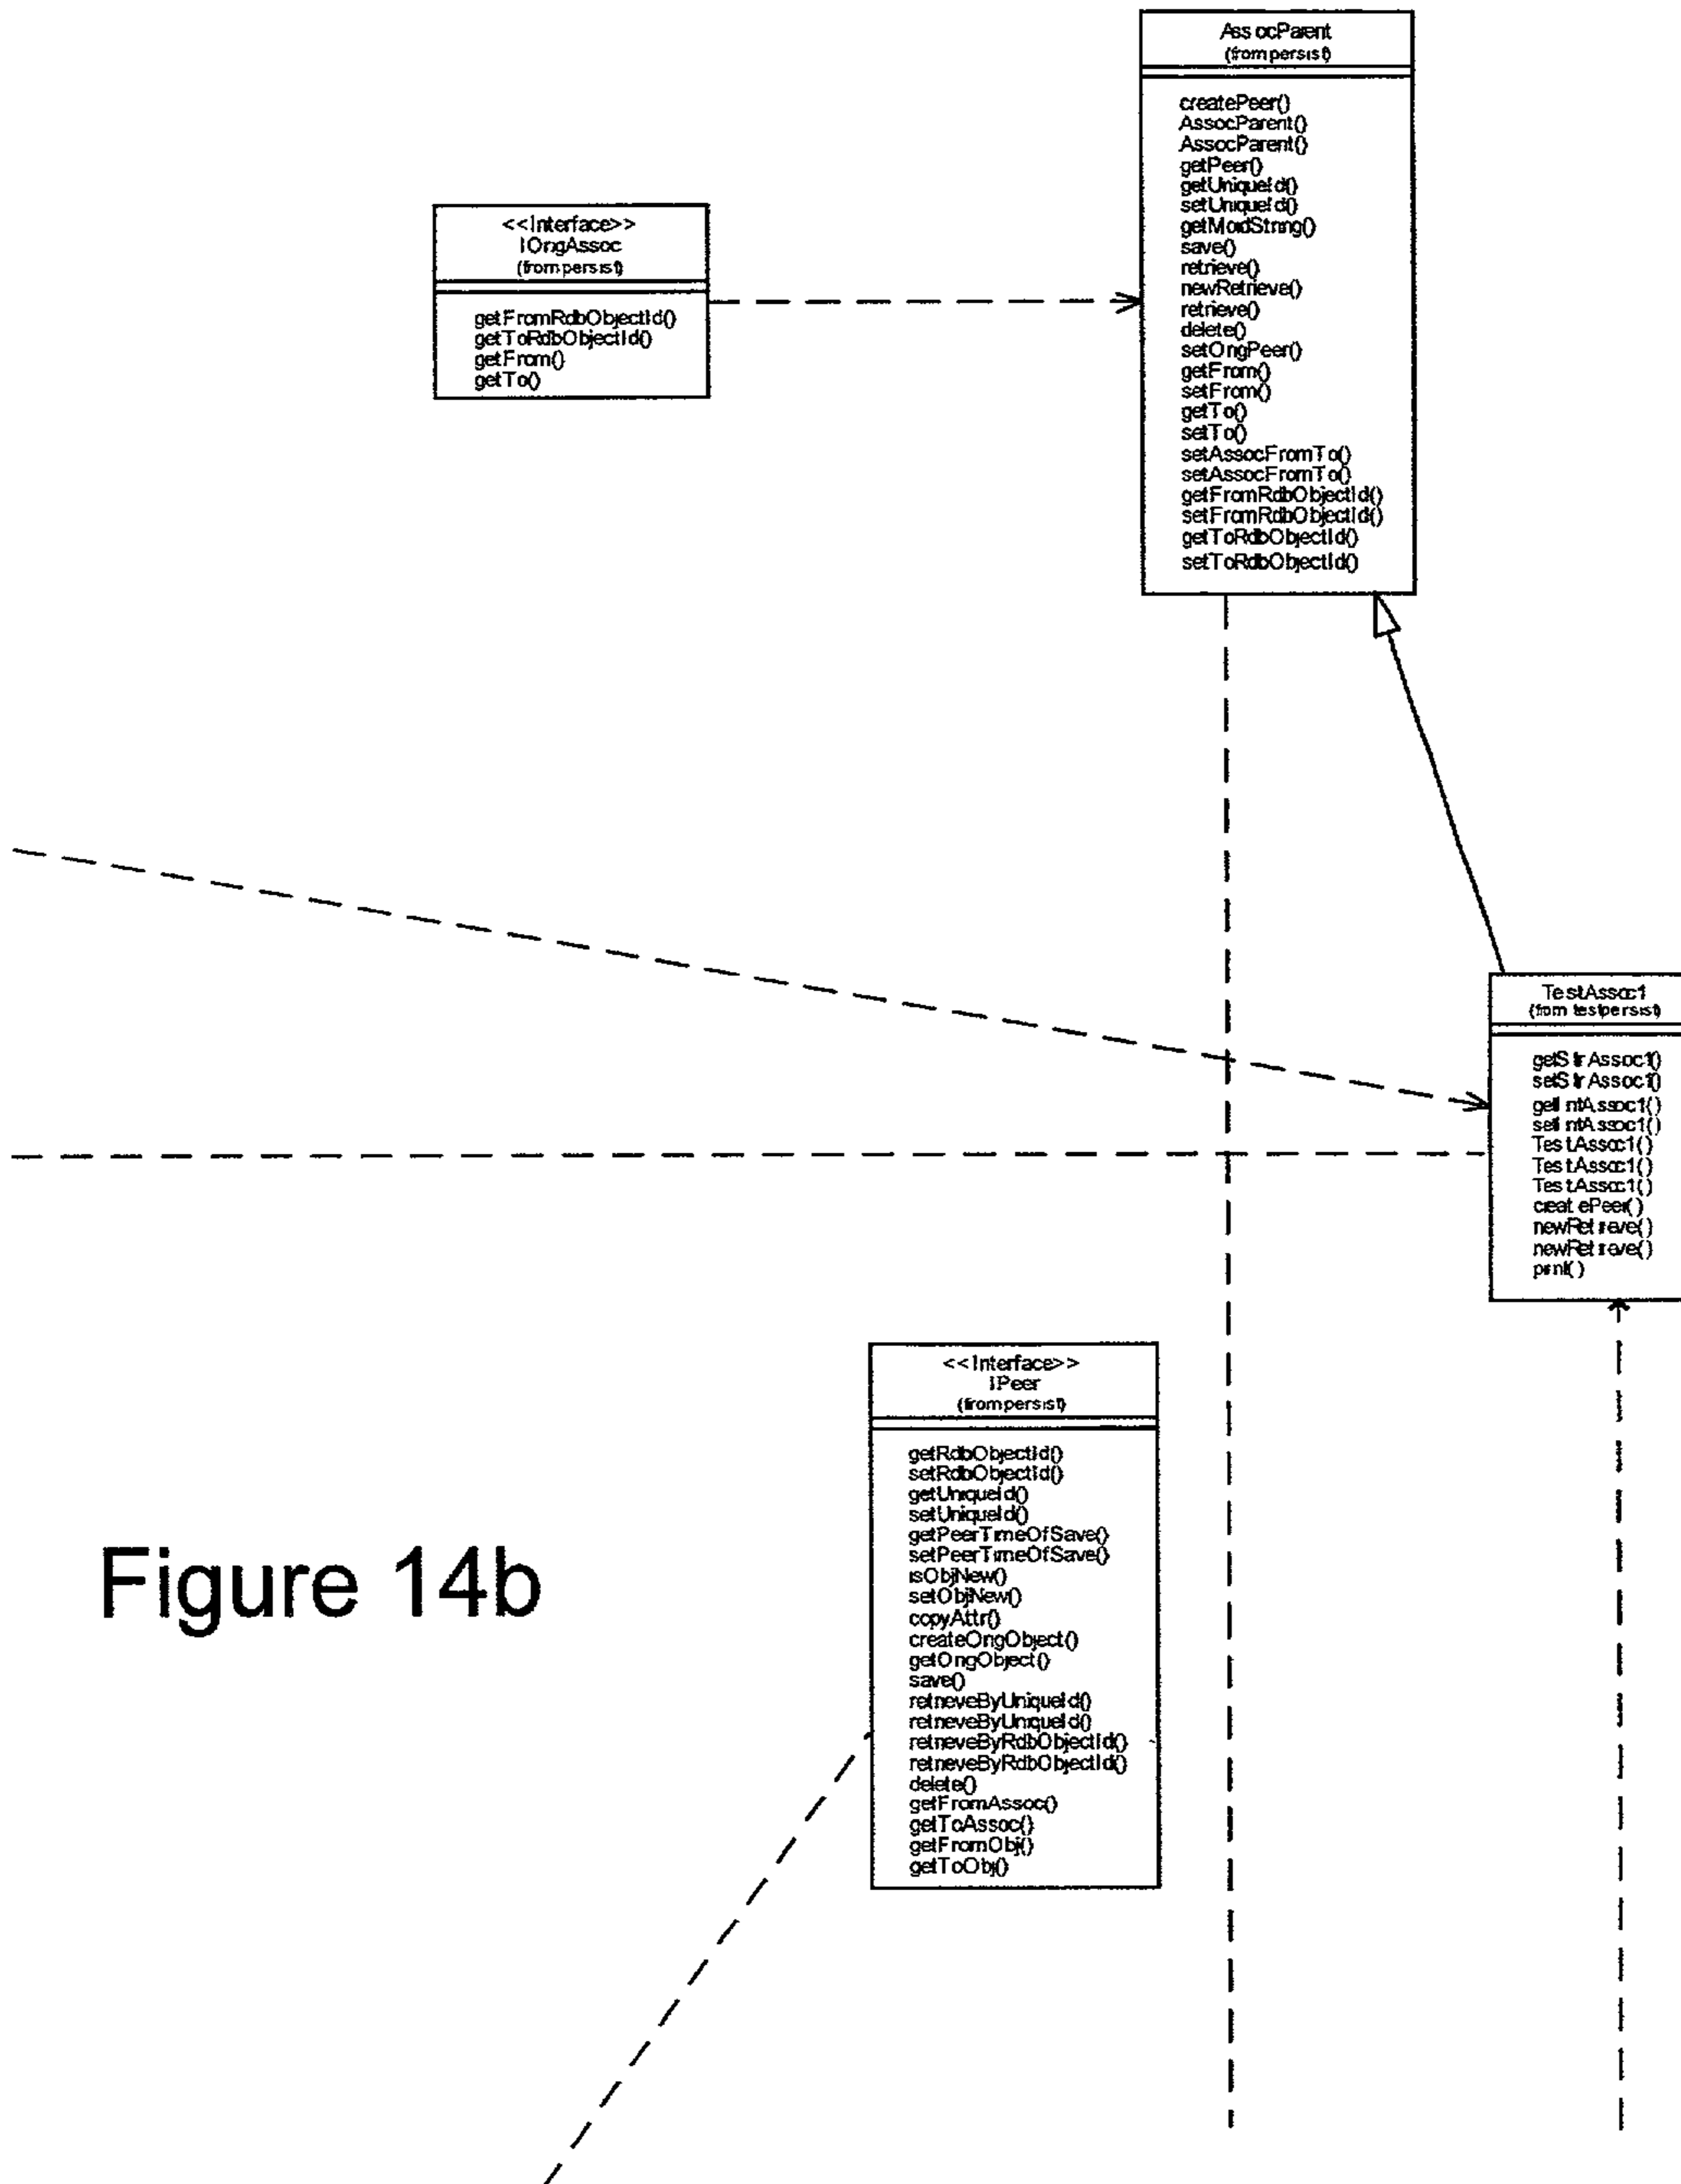 AssocParent
(from persist)
createPeer()
AssocParent()
AssocParent()
getPeer()
getUniqueId()
setUniqueId()
getMoidString()
save()
retrieve()
newRetrieve()
retrieve()
delete()
setOrigPeer()
getFrom()
setFrom()
getTo()
setTo()
setAssocFromTo()
setAssocFromTo()
getFromRdbObjectId()
setFromRdbObjectId()
getToRdbObjectId()
setToRdbObjectId()
<<Interface>>
IOrigAssoc
(from persist)
getFromRdbObjectId()
getToRdbObjectId()
getFrom()
getTo()
TestAssoc1
(from testpersist)
getStrAssoc1()
setStrAssoc1()
getIntAssoc1()
setIntAssoc1()
TestAssoc1()
TestAssoc1()
TestAssoc1()
createPeer()
newRetrieve()
newRetrieve()
print()
<<Interface>>
IPeer
(from persist)
getRdbObjectId()
setRdbObjectId()
getUniqueId()
setUniqueId()
getPeerTimeOfSave()
setPeerTimeOfSave()
isObjNew()
setObjNew()
copyAttr()
createOrigObject()
getOrigObject()
save()
retrieveByUniqueId()
retrieveByUniqueId()
retrieveByRdbObjectId()
retrieveByRdbObjectId()
delete()
getFromAssoc()
getToAssoc()
getFromObj()
getToObj()
Figure 14b